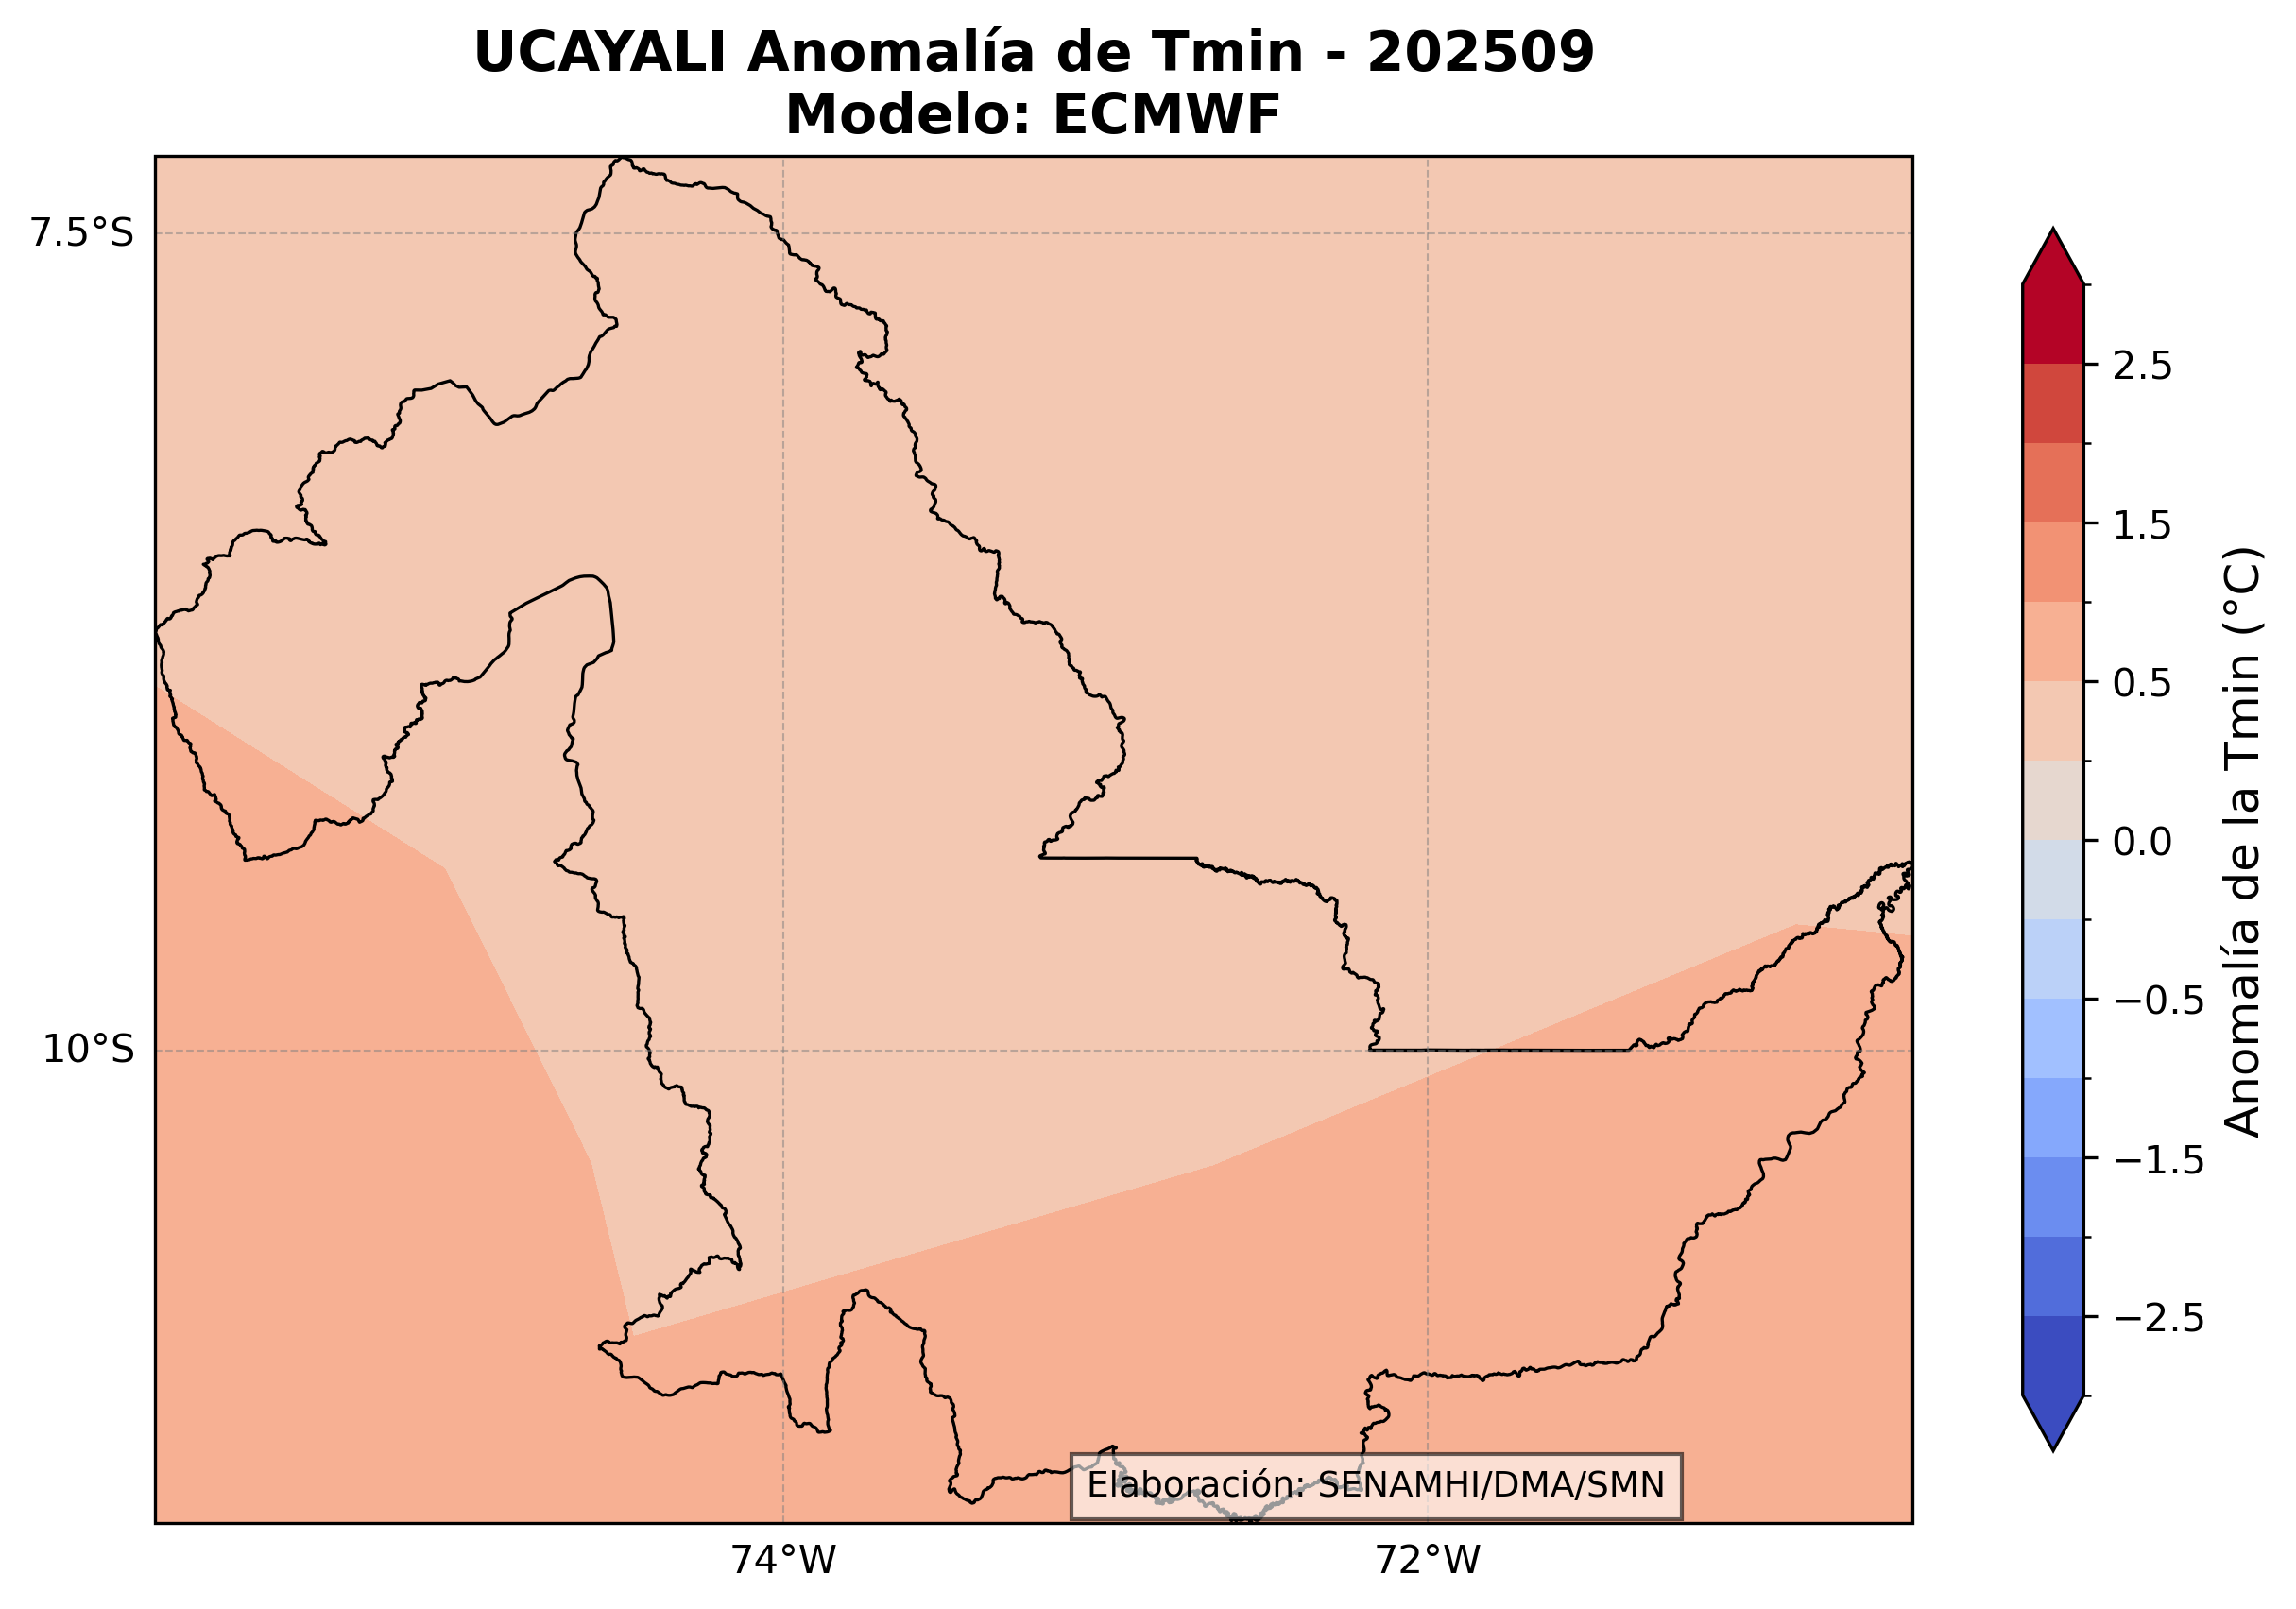 UCAYALI Anomalía de Tmin - 202509
Modelo: ECMWF
7.5°S
10°S
74°W
72°W
Elaboración: SENAMHI/DMA/SMN
2.5
1.5
0.5
0.0
−0.5
−1.5
−2.5
Anomalía de la Tmin (°C)